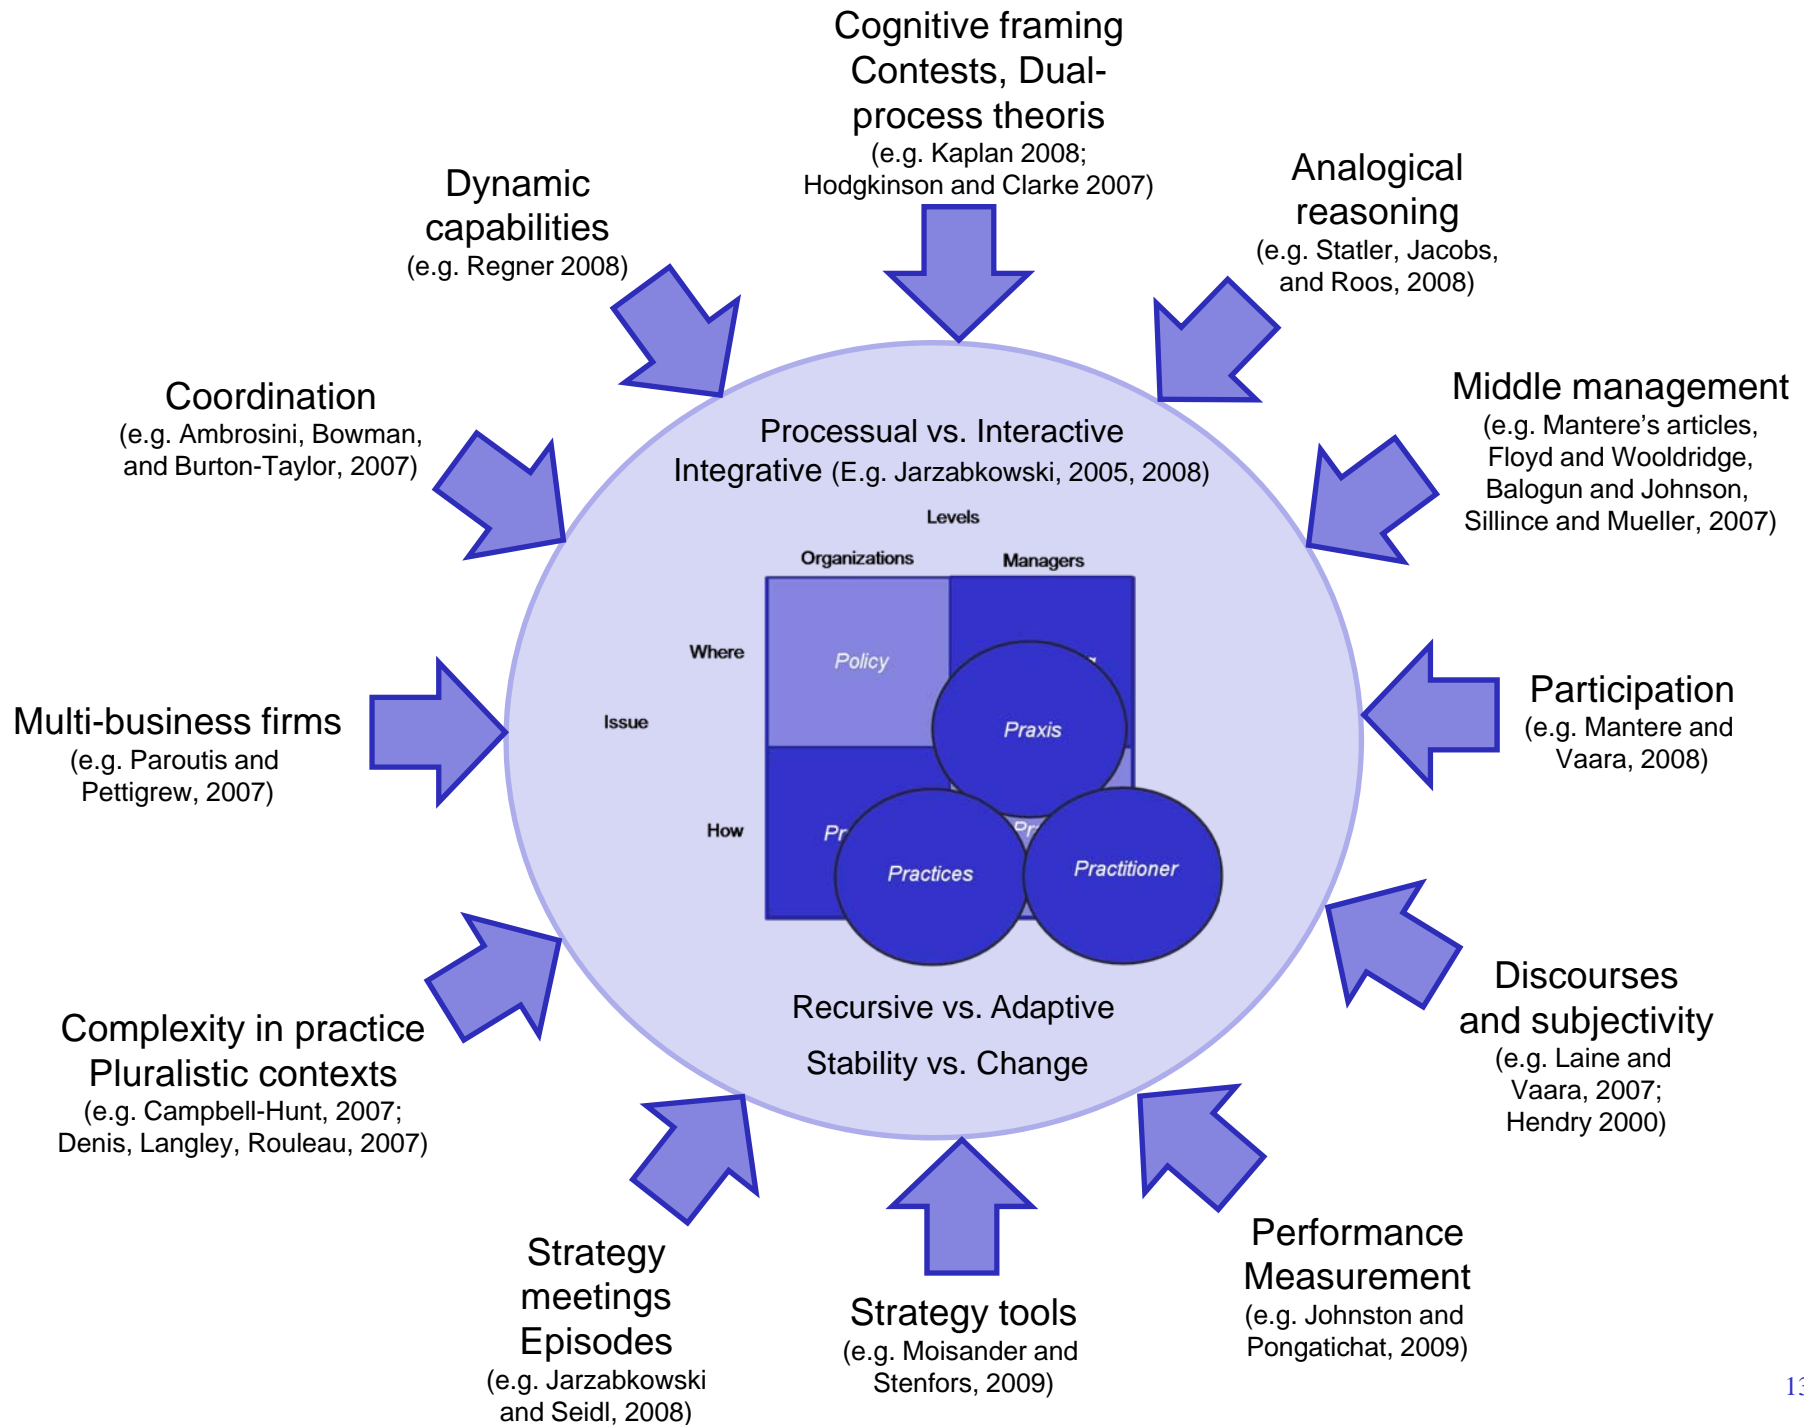 Cognitive framing
Contests, Dual-
process theoris
(e.g. Kaplan 2008;
Hodgkinson and Clarke 2007)
Analogical
reasoning
(e.g. Statler, Jacobs,
and Roos, 2008)
Dynamic
capabilities
(e.g. Regner 2008)
Coordination
(e.g. Ambrosini, Bowman,
and Burton-Taylor, 2007)
Middle management
(e.g. Mantere’s articles,
Floyd and Wooldridge,
Balogun and Johnson,
Sillince and Mueller, 2007)
Processual vs. Interactive
Integrative (E.g. Jarzabkowski, 2005, 2008)
Levels
Organizations Managers
Where
Policy
Issue
Praxis
How
Practices
Practitioner
Recursive vs. Adaptive
Stability vs. Change
Multi-business firms
(e.g. Paroutis and
Pettigrew, 2007)
Participation
(e.g. Mantere and
Vaara, 2008)
Complexity in practice
Pluralistic contexts
(e.g. Campbell-Hunt, 2007;
Denis, Langley, Rouleau, 2007)
Discourses
and subjectivity
(e.g. Laine and
Vaara, 2007;
Hendry 2000)
Strategy
meetings
Episodes
(e.g. Jarzabkowski
and Seidl, 2008)
Strategy tools
(e.g. Moisander and
Stenfors, 2009)
Performance
Measurement
(e.g. Johnston and
Pongatichat, 2009)